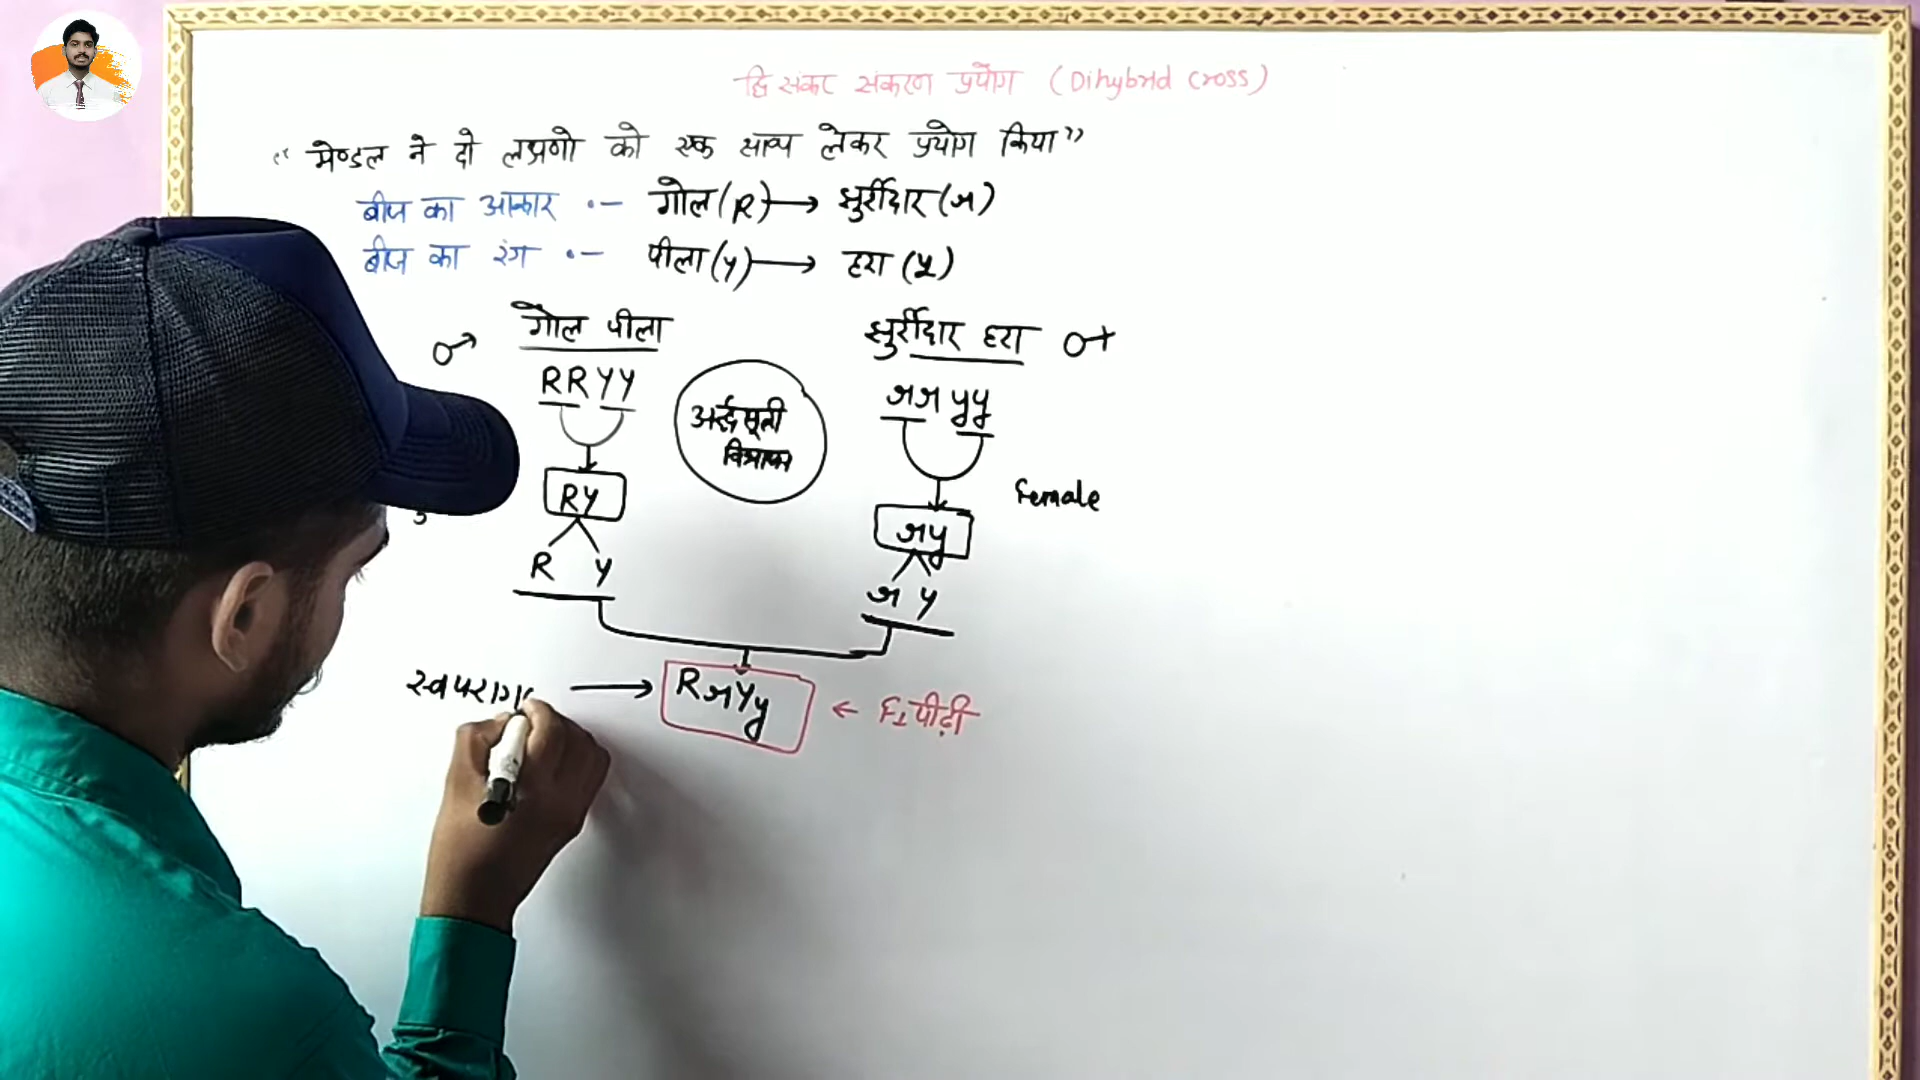 द्वि संकर संकरण प्रयोग (Dihybrid Cross)
“मेण्डल ने दो लक्षणो को एक साथ लेकर प्रयोग किया”
बीज का आकार :- गोल (R) → झुर्रीदार (r)
बीज का रंग :- पीला (Y) → हरा (y)
♂ गोल पीला
झुर्रीदार हरा ♀
RRYY
rryy
अर्द्धसूत्री
विभाजन
RY
ry
Female
R Y
r y
स्वपराग → RrYy ← F1 पीढ़ी